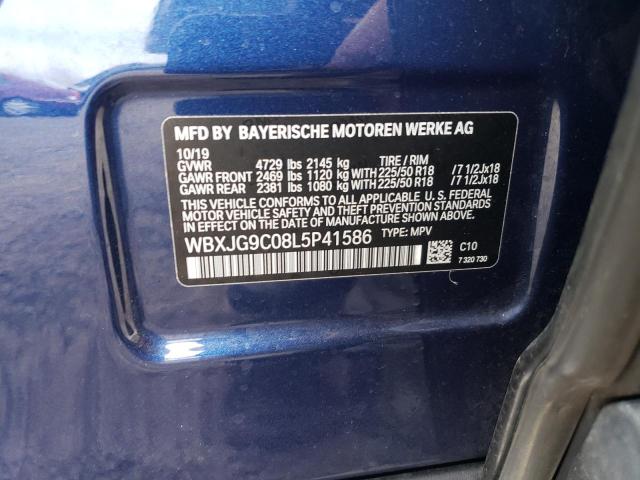 MFD BY BAYERISCHE MOTOREN WERKE AG
10/19
GVWR 4729 lbs 2145 kg TIRE / RIM
GAWR FRONT 2469 lbs 1120 kg WITH 225/50 R18 /7 1/2Jx18
GAWR REAR 2381 lbs 1080 kg WITH 225/50 R18 /7 1/2Jx18
THIS VEHICLE CONFORMS TO ALL APPLICABLE U. S. FEDERAL
MOTOR VEHICLE SAFETY, BUMPER, AND THEFT PREVENTION STANDARDS
IN EFFECT ON THE DATE OF MANUFACTURE SHOWN ABOVE.
WBXJG9C08L5P41586 TYPE: MPV
C10
7 320 730